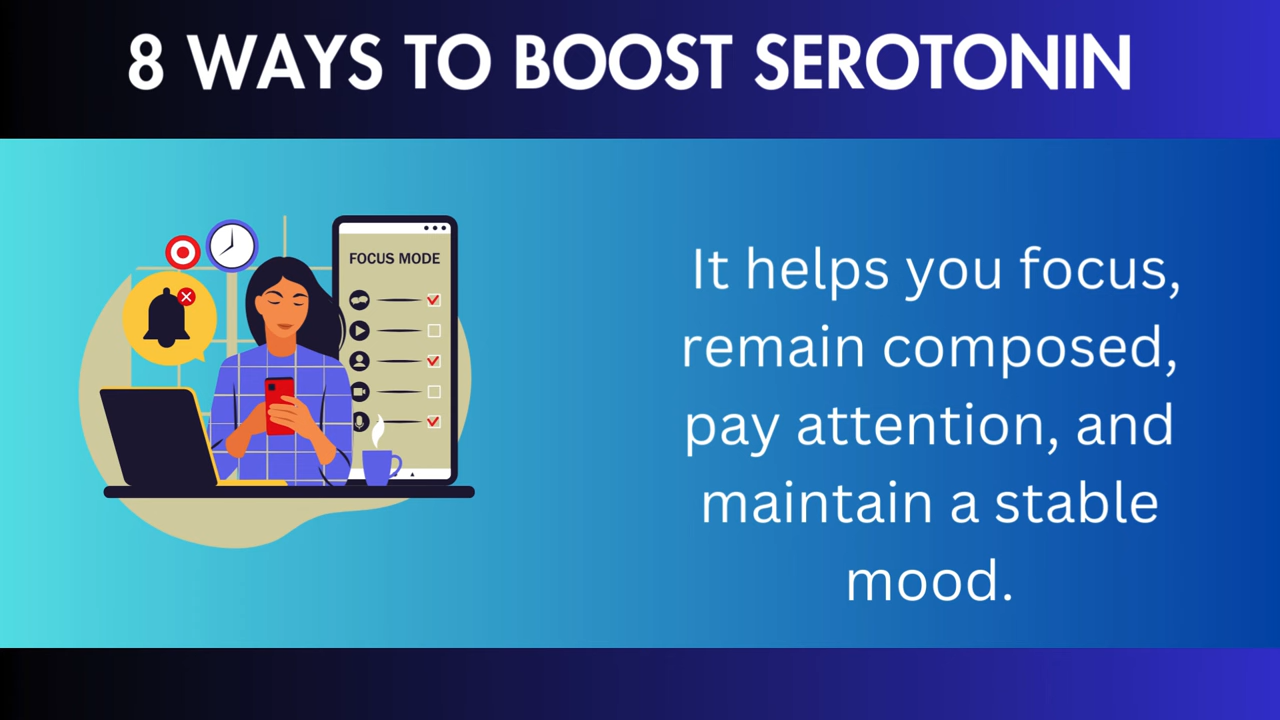 8 WAYS TO BOOST SEROTONIN
FOCUS MODE
It helps you focus,
remain composed,
pay attention, and
maintain a stable
mood.